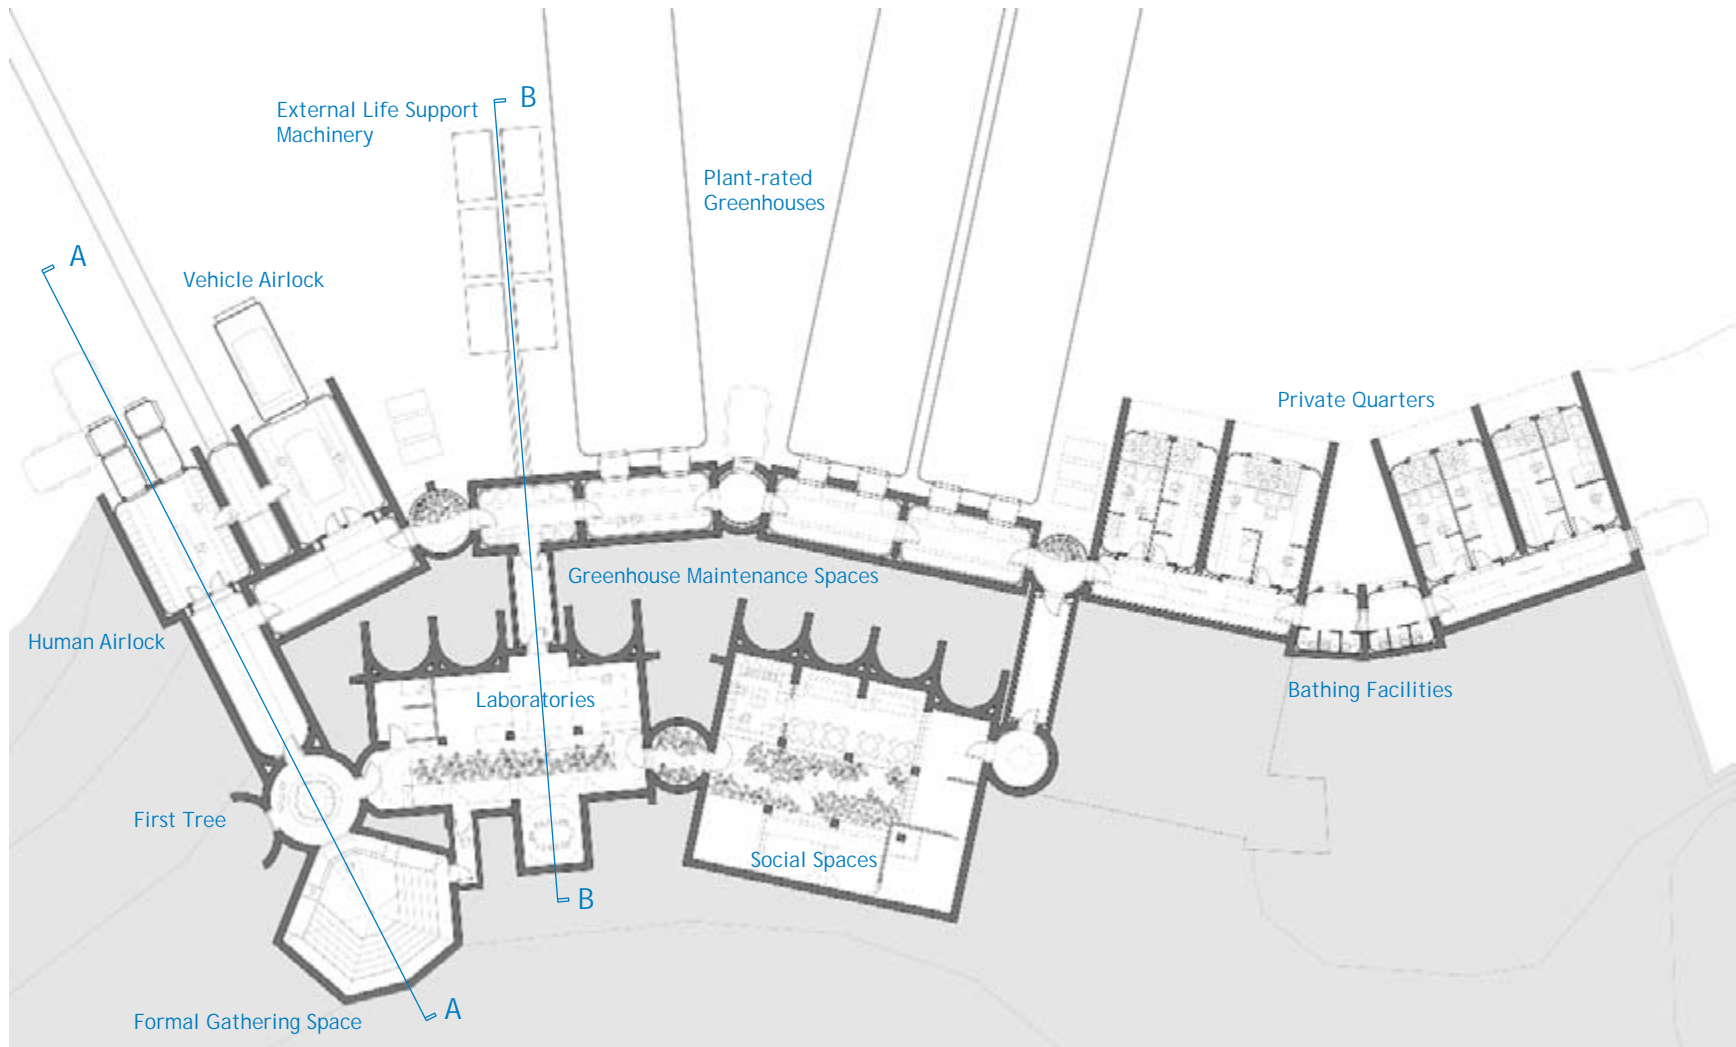 B
External Life Support
Machinery
Plant-rated
Greenhouses
A
Vehicle Airlock
Private Quarters
Greenhouse Maintenance Spaces
Human Airlock
Laboratories
Bathing Facilities
First Tree
Social Spaces
B
A
Formal Gathering Space